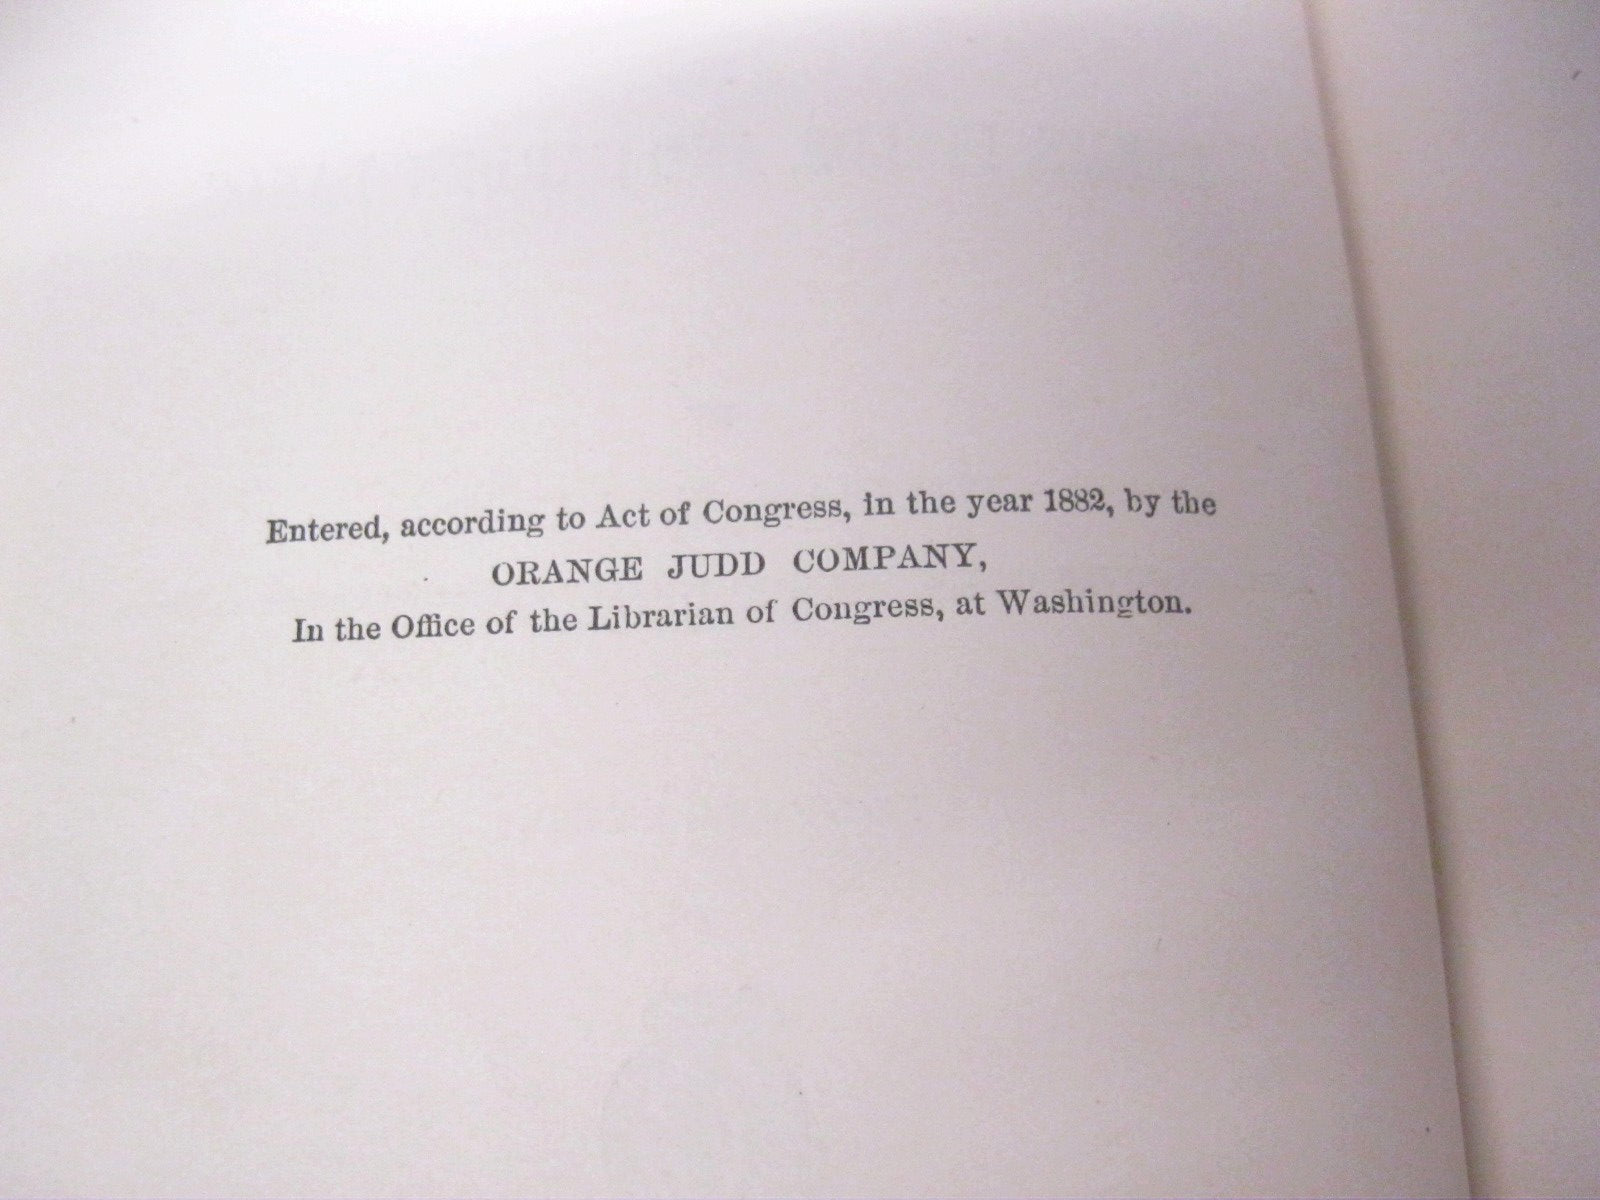 Entered, according to Act of Congress, in the year 1882, by the
ORANGE JUDD COMPANY,
In the Office of the Librarian of Congress, at Washington.